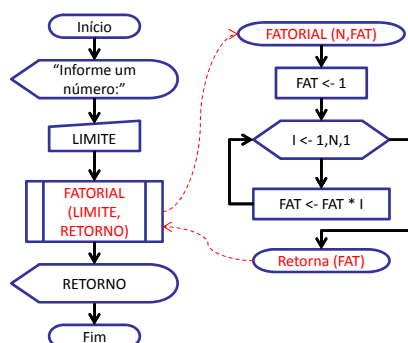 Início
“Informe um
número:”
LIMITE
FATORIAL
(LIMITE,
RETORNO)
RETORNO
Fim
FATORIAL (N,FAT)
FAT <- 1
I <- 1,N,1
FAT <- FAT * I
Retorna (FAT)